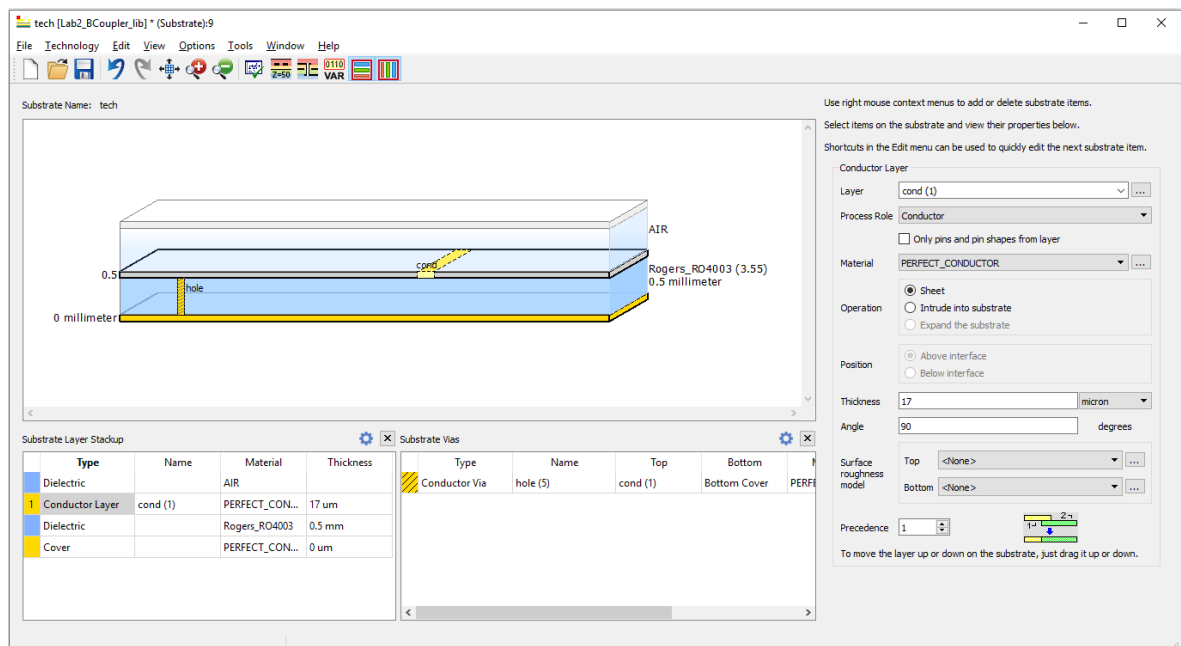 tech [Lab2_BCoupler_lib] * (Substrate):9
File Technology Edit View Options Tools Window Help
Z=50
0110
VAR
Substrate Name: tech
Use right mouse context menus to add or delete substrate items.
Select items on the substrate and view their properties below.
Shortcuts in the Edit menu can be used to quickly edit the next substrate item.
AIR
cond
0.5
Rogers_RO4003 (3.55)
0.5 millimeter
hole
0 millimeter
Conductor Layer
Layer cond (1) ...
Process Role Conductor
Only pins and pin shapes from layer
Material PERFECT_CONDUCTOR ...
Operation
Sheet
Intrude into substrate
Expand the substrate
Position
Above interface
Below interface
Thickness 17 micron
Angle 90 degrees
Surface roughness model
Top <None> ...
Bottom <None> ...
Precedence 1
1 2
To move the layer up or down on the substrate, just drag it up or down.
Substrate Layer Stackup
Type Name Material Thickness
Dielectric AIR
1 Conductor Layer cond (1) PERFECT_CON... 17 um
Dielectric Rogers_RO4003 0.5 mm
Cover PERFECT_CON... 0 um
Substrate Vias
Type Name Top Bottom
Conductor Via hole (5) cond (1) Bottom Cover